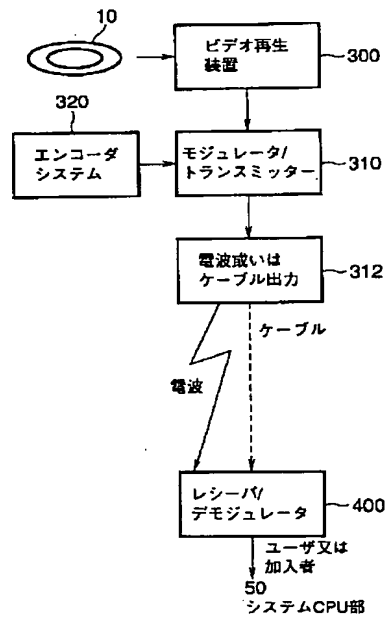 10
ビデオ再生
装置
300
320
エンコーダ
システム
モジュレータ/
トランスミッター
310
電波或いは
ケーブル出力
312
ケーブル
電波
レシーバ/
デモジュレータ
400
ユーザ又は
加入者
50
システムCPU部